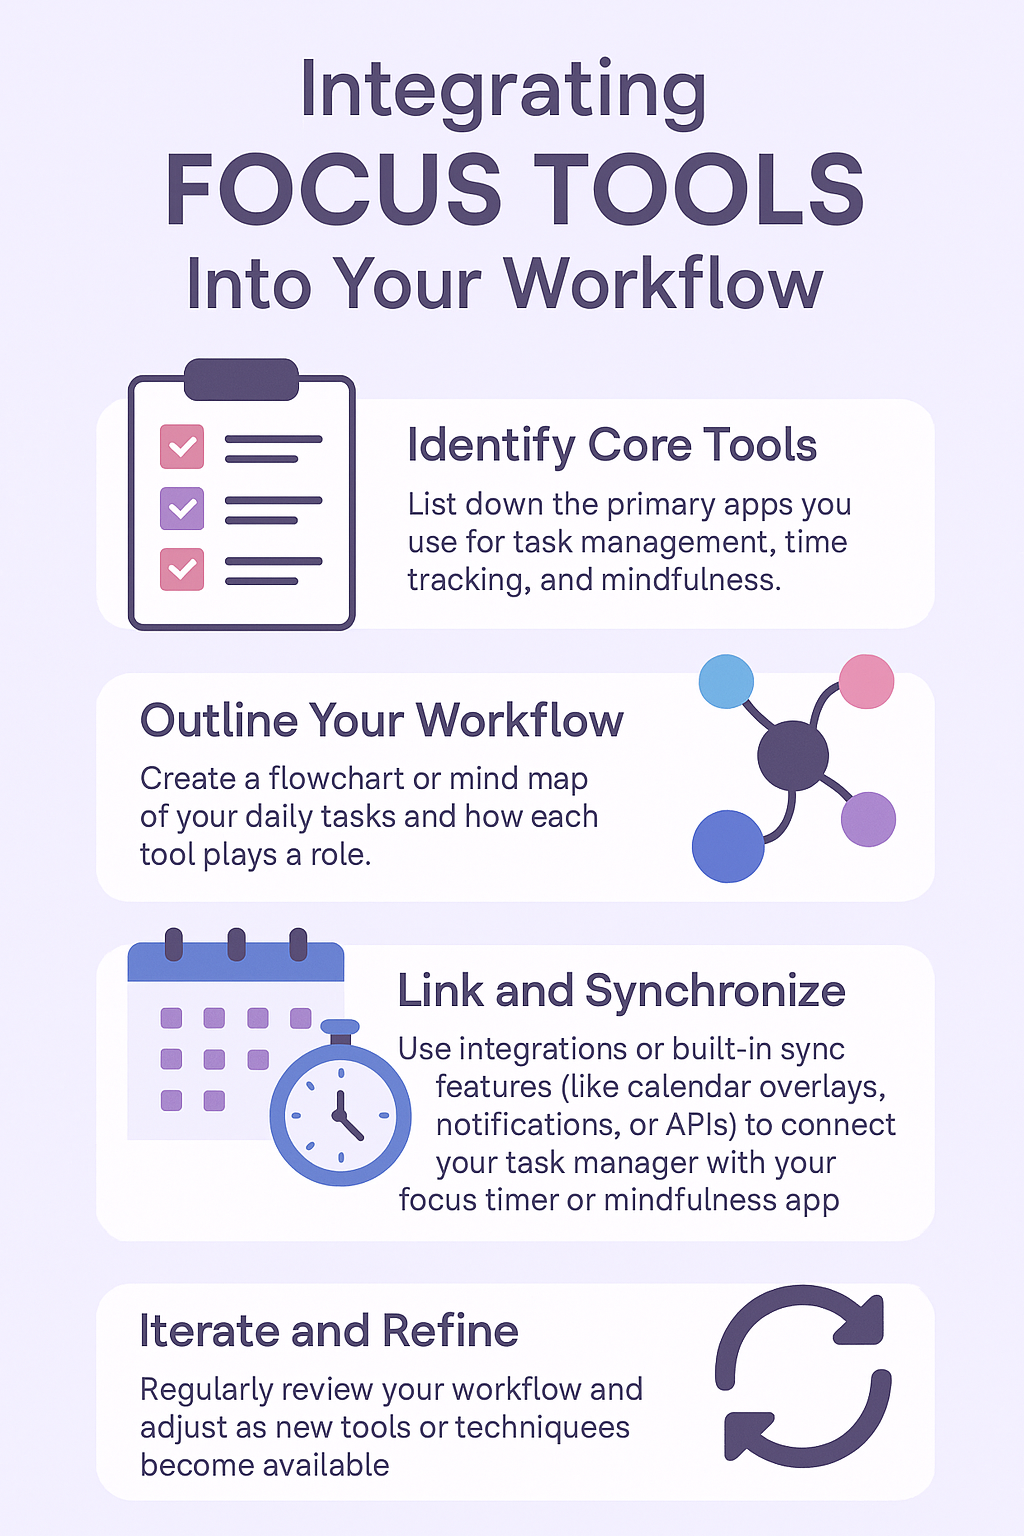 Integrating
FOCUS TOOLS
Into Your Workflow
Identify Core Tools
List down the primary apps you
use for task management, time
tracking, and mindfulness.
Outline Your Workflow
Create a flowchart or mind map
of your daily tasks and how each
tool plays a role.
Link and Synchronize
Use integrations or built-in sync
features (like calendar overlays,
notifications, or APIs) to connect
your task manager with your
focus timer or mindfulness app
Iterate and Refine
Regularly review your workflow and
adjust as new tools or techniquees
become available